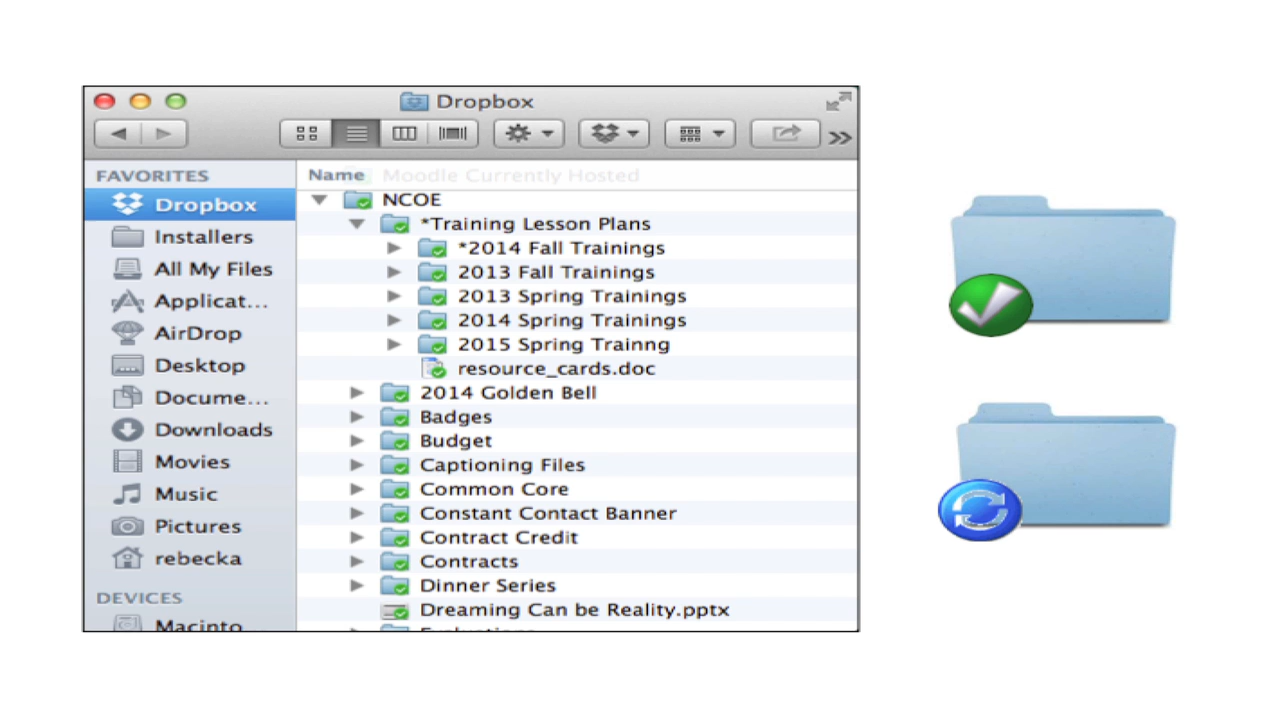 Dropbox
FAVORITES
Dropbox
Installers
All My Files
Applicat...
AirDrop
Desktop
Docume...
Downloads
Movies
Music
Pictures
rebecka
DEVICES
Macinto
Name
Moodle Currently Hosted
NCOE
*Training Lesson Plans
*2014 Fall Trainings
2013 Fall Trainings
2013 Spring Trainings
2014 Spring Trainings
2015 Spring Trainng
resource_cards.doc
2014 Golden Bell
Badges
Budget
Captioning Files
Common Core
Constant Contact Banner
Contract Credit
Contracts
Dinner Series
Dreaming Can be Reality.pptx